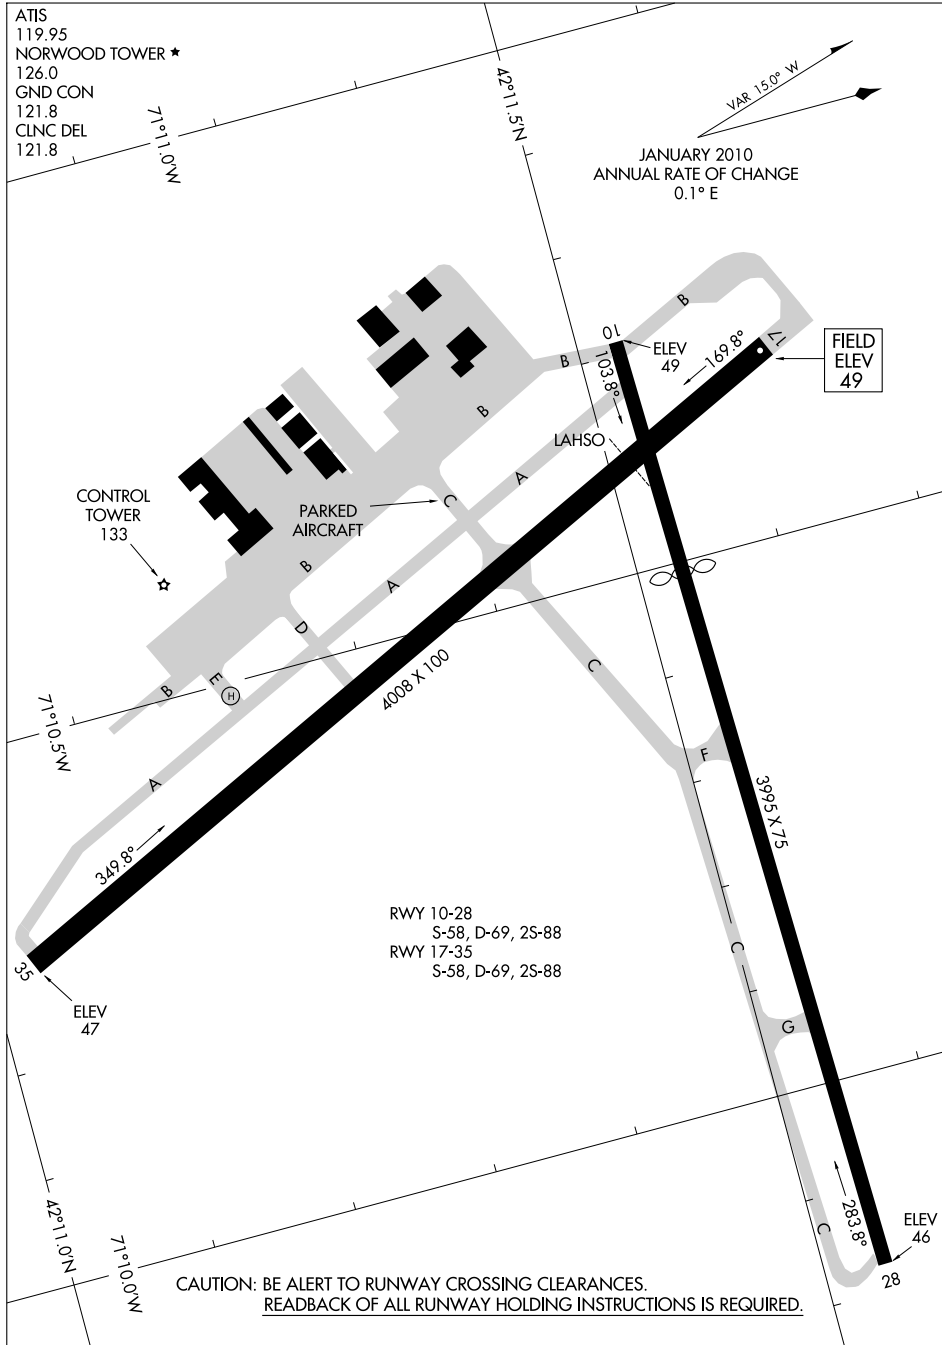 ATIS
119.95
NORWOOD TOWER ★
126.0
GND CON
121.8
CLNC DEL
121.8
71°11.0'W
42°11.5'N
VAR 15.0° W
JANUARY 2010
ANNUAL RATE OF CHANGE
0.1° E
B
10
ELEV
49
169.8°
17
FIELD
ELEV
49
B
103.8°
B
LAHSO
A
CONTROL
TOWER
133
PARKED
AIRCRAFT
C
B
A
D
C
E
H
B
4008 X 100
71°10.5'W
A
F
3995 X 75
349.8°
RWY 10-28
S-58, D-69, 2S-88
RWY 17-35
S-58, D-69, 2S-88
35
C
ELEV
47
G
42°11.0'N
71°10.0'W
C
283.8°
ELEV
46
28
CAUTION: BE ALERT TO RUNWAY CROSSING CLEARANCES.
READBACK OF ALL RUNWAY HOLDING INSTRUCTIONS IS REQUIRED.